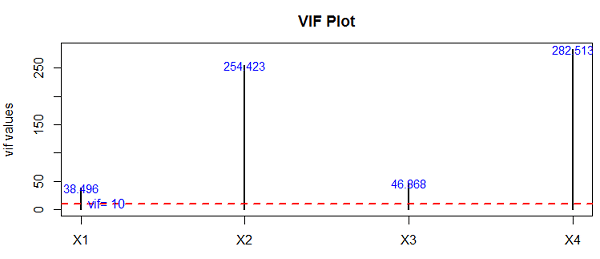 VIF Plot
vif values
250
150
50
0
38.496
254.423
46.868
282.513
vif= 10
X1 X2 X3 X4